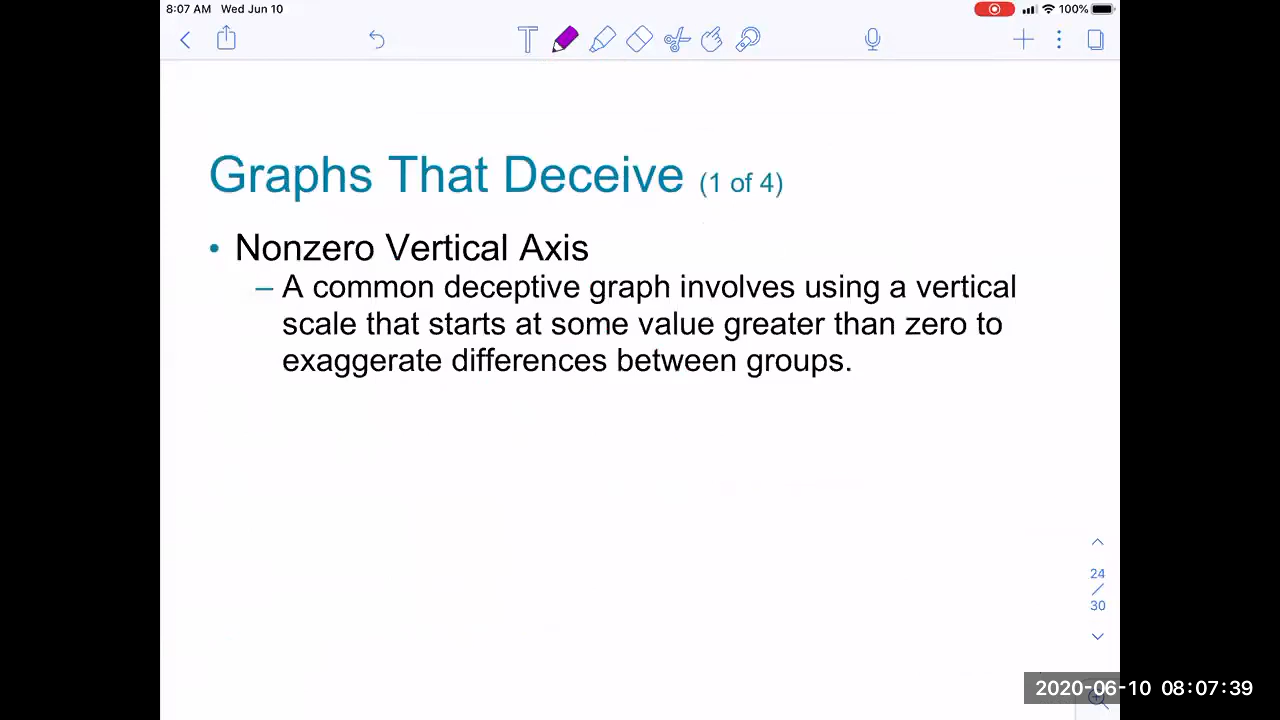 8:07 AM Wed Jun 10
100%
T
Graphs That Deceive (1 of 4)
• Nonzero Vertical Axis
– A common deceptive graph involves using a vertical
scale that starts at some value greater than zero to
exaggerate differences between groups.
24
/
30
2020-06-10 08:07:39